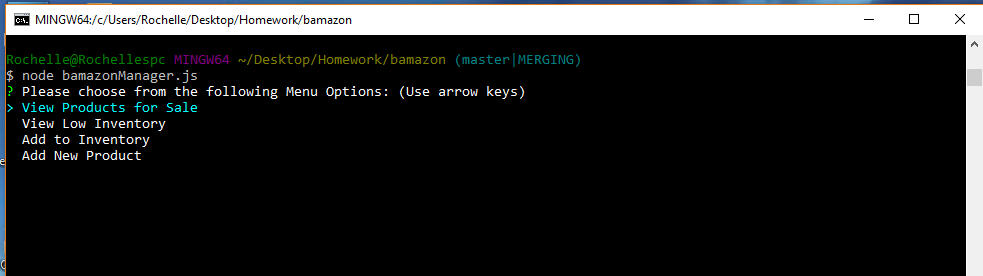 MINGW64:/c/Users/Rochelle/Desktop/Homework/bamazon
Rochelle@Rochellespc MINGW64 ~/Desktop/Homework/bamazon (master|MERGING)
$ node bamazonManager.js
? Please choose from the following Menu Options: (Use arrow keys)
> View Products for Sale
View Low Inventory
Add to Inventory
Add New Product